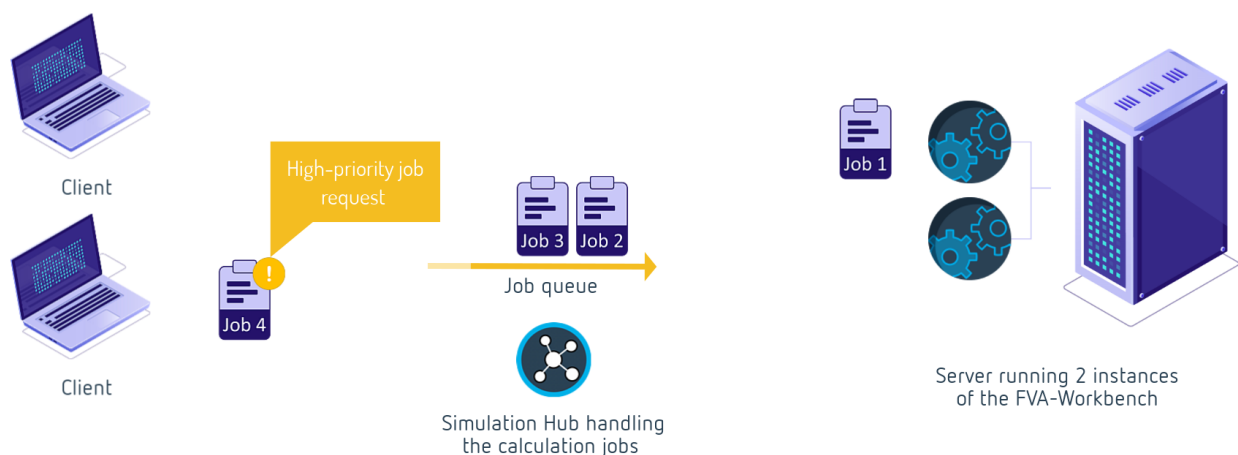 Client
High-priority job
request
Job 1
Job 3
Job 2
Job queue
Job 4
!
Client
Simulation Hub handling
the calculation jobs
Server running 2 instances
of the FVA-Workbench